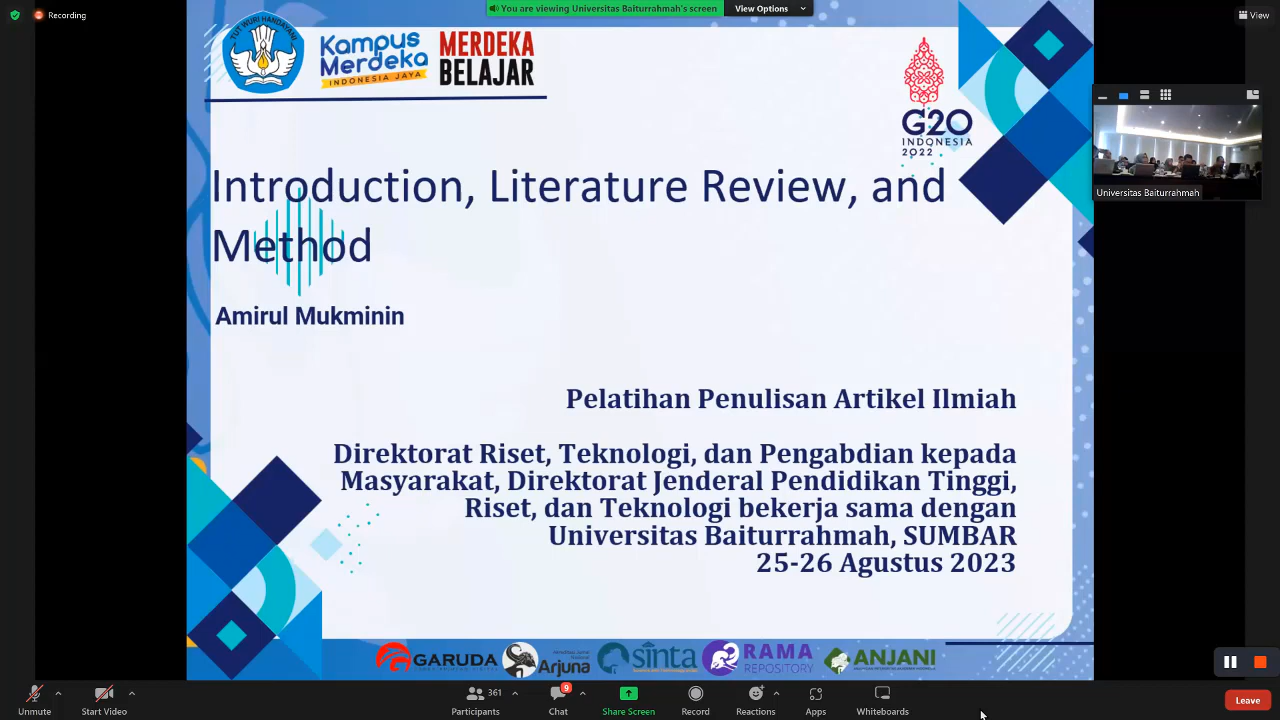 Recording
You are viewing Universitas Baiturrahmah's screen
View Options
View
TUT WURI HANDAYANI
Kampus
Merdeka
INDONESIA JAYA
MERDEKA
BELAJAR
G20
INDONESIA
2022
Universitas Baiturrahmah
Introduction, Literature Review, and
Method
Amirul Mukminin
Pelatihan Penulisan Artikel Ilmiah
Direktorat Riset, Teknologi, dan Pengabdian kepada
Masyarakat, Direktorat Jenderal Pendidikan Tinggi,
Riset, dan Teknologi bekerja sama dengan
Universitas Baiturrahmah, SUMBAR
25-26 Agustus 2023
GARUDA
Arjuna
sinta
RAMA
REPOSITORY
ANJANI
Unmute
Start Video
361
Participants
9
Chat
Share Screen
Record
Reactions
Apps
Whiteboards
Leave